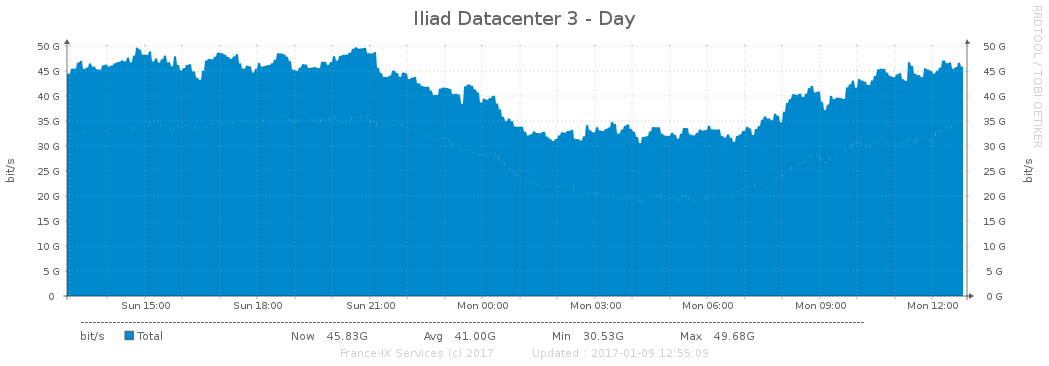 Iliad Datacenter 3 - Day
RRDTOOL / TOBI OETIKER
bit/s
bit/s
50 G 50 G
45 G 45 G
40 G 40 G
35 G 35 G
30 G 30 G
25 G 25 G
20 G 20 G
15 G 15 G
10 G 10 G
5 G 5 G
0 0 G
Sun 15:00 Sun 18:00 Sun 21:00 Mon 00:00 Mon 03:00 Mon 06:00 Mon 09:00 Mon 12:00
bit/s Total Now 45.83G Avg 41.00G Min 30.53G Max 49.68G
France-IX Services (c) 2017 Updated : 2017-01-09 12:55:09